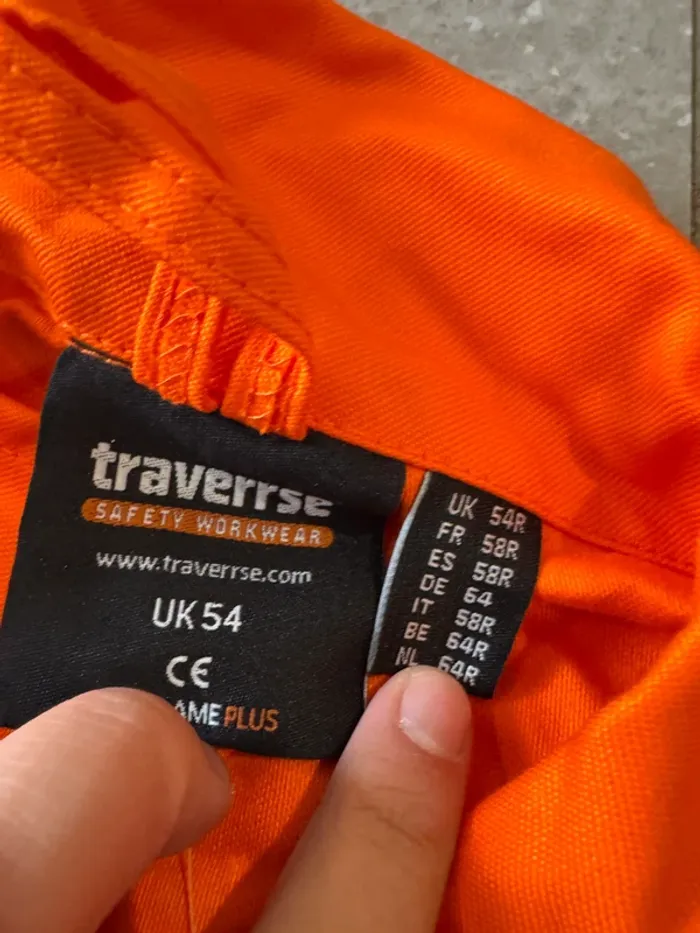 traverrse
SAFETY WORKWEAR
www.traverrse.com
UK 54
CE
AMEPLUS
UK 54R
FR 58R
ES 58R
DE 64
IT 58R
BE 64R
NL 64R